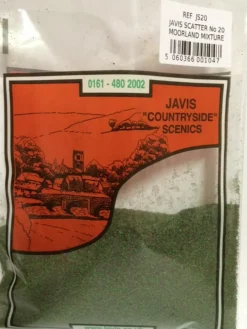 REF JS20
JAVIS SCATTER No 20
MOORLAND MIXTURE
5 060366 001047
0161 - 480 2002
JAVIS
"COUNTRYSIDE"
SCENICS